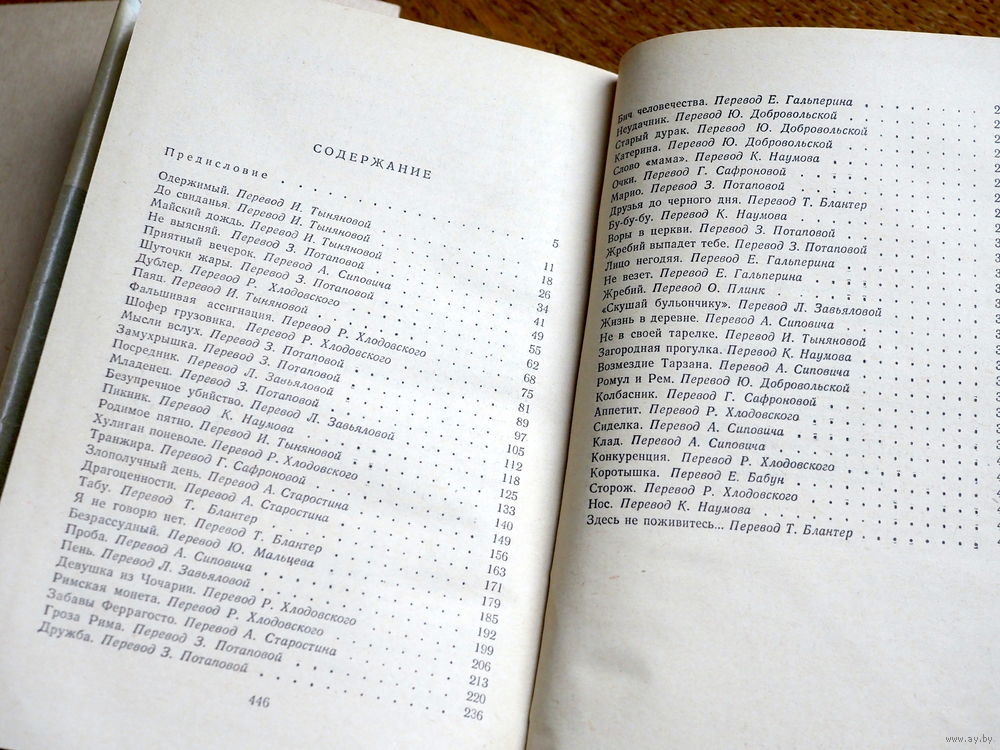 СОДЕРЖАНИЕ
Предисловие . . . . . 5
Одержимый. Перевод И. Тыняновой . . . . . 11
До свиданья. Перевод И. Тыняновой . . . . . 18
Майский дождь. Перевод И. Тыняновой . . . . . 26
Не выясняй. Перевод З. Потаповой . . . . . 34
Приятный вечерок. Перевод А. Сиповича . . . . . 41
Шуточки жары. Перевод З. Потаповой . . . . . 49
Дублер. Перевод Р. Хлодовского . . . . . 55
Паяц. Перевод И. Тыняновой . . . . . 62
Фальшивая ассигнация. Перевод Р. Хлодовского . . . . . 68
Шофер грузовика. Перевод Р. Хлодовского . . . . . 75
Мысли вслух. Перевод З. Потаповой . . . . . 81
Замухрышка. Перевод З. Потаповой . . . . . 89
Посредник. Перевод Л. Завьяловой . . . . . 97
Младенец. Перевод З. Потаповой . . . . . 105
Безупречное убийство. Перевод Л. Завьяловой . . . . . 112
Пикник. Перевод К. Наумова . . . . . 118
Родимое пятно. Перевод И. Тыняновой . . . . . 125
Хулиган поневоле. Перевод Р. Хлодовского . . . . . 133
Транжира. Перевод Г. Сафроновой . . . . . 140
Злополучный день. Перевод А. Старостина . . . . . 149
Драгоценности. Перевод А. Старостина . . . . . 156
Табу. Перевод Т. Блантер . . . . . 163
Я не говорю нет. Перевод Т. Блантер . . . . . 171
Безрассудный. Перевод Ю. Мальцева . . . . . 179
Проба. Перевод А. Сиповича . . . . . 185
Пень. Перевод Л. Завьяловой . . . . . 192
Девушка из Чочарии. Перевод Р. Хлодовского . . . . . 199
Римская монета. Перевод Р. Хлодовского . . . . . 206
Забавы Феррагосто. Перевод А. Старостина . . . . . 213
Гроза Рима. Перевод З. Потаповой . . . . . 220
Дружба. Перевод З. Потаповой . . . . . 236
446
Бич человечества. Перевод Е. Гальперина
Неудачник. Перевод Ю. Добровольской
Старый дурак. Перевод Ю. Добровольской
Катерина. Перевод Ю. Добровольской
Слово «мама». Перевод К. Наумова
Очки. Перевод Г. Сафроновой
Марио. Перевод З. Потаповой
Друзья до черного дня. Перевод Т. Блантер
Бу-бу-бу. Перевод К. Наумова
Воры в церкви. Перевод З. Потаповой
Жребий выпадет тебе. Перевод З. Потаповой
Лицо негодяя. Перевод Е. Гальперина
Не везет. Перевод Е. Гальперина
Жребий. Перевод О. Плинк
«Скушай бульончику». Перевод Л. Завьяловой
Жизнь в деревне. Перевод А. Сиповича
Не в своей тарелке. Перевод И. Тыняновой
Загородная прогулка. Перевод К. Наумова
Возмездие Тарзана. Перевод А. Сиповича
Ромул и Рем. Перевод Ю. Добровольской
Колбасник. Перевод Г. Сафроновой
Аппетит. Перевод Р. Хлодовского
Сиделка. Перевод А. Сиповича
Клад. Перевод А. Сиповича
Конкуренция. Перевод Р. Хлодовского
Коротышка. Перевод Е. Бабун
Сторож. Перевод Р. Хлодовского
Нос. Перевод К. Наумова
Здесь не поживитесь... Перевод Т. Блантер
www.ay.by